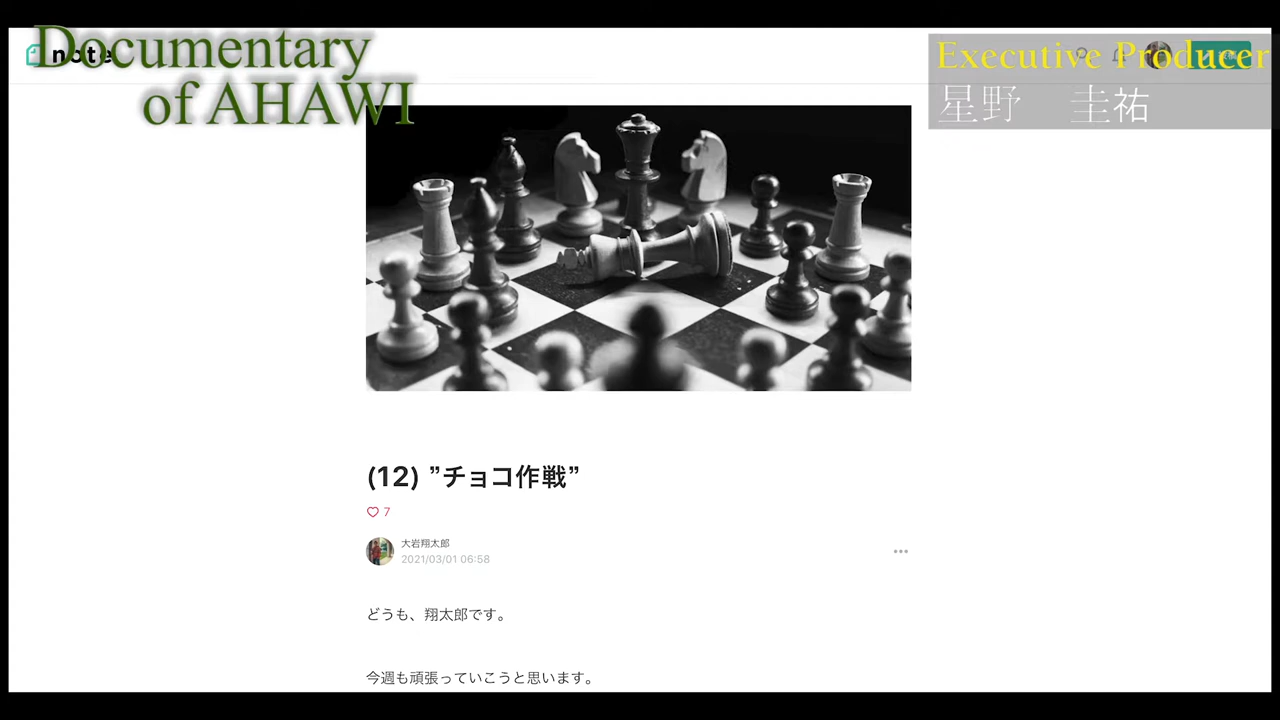 Documentary
of AHAWI
note
Executive Producer
星野 圭祐
(12) ”チョコ作戦”
7
大岩翔太郎
2021/03/01 06:58
どうも、翔太郎です。
今週も頑張っていこうと思います。